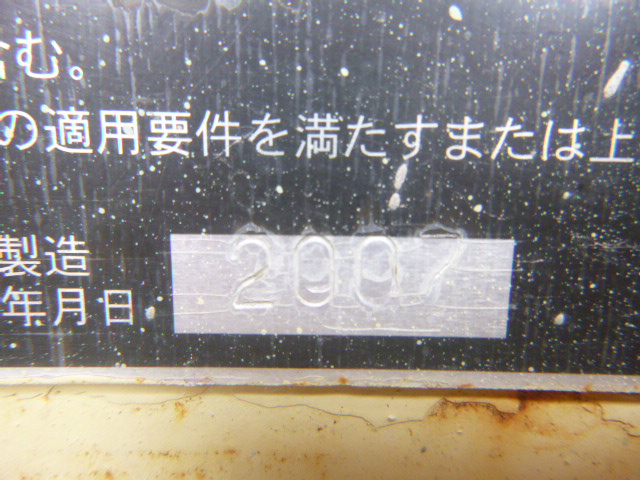 含む。
の適用要件を満たすまたは上
製造
年月日
2007